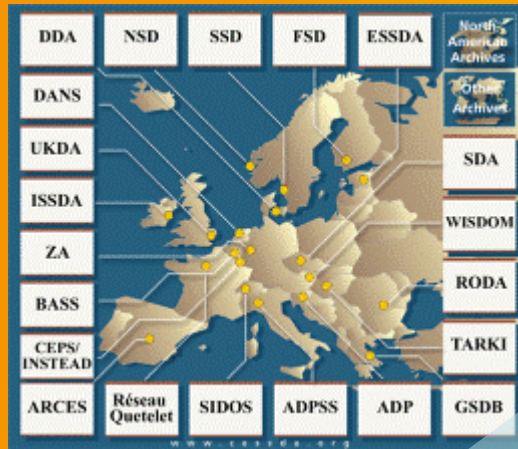 DDA
NSD
SSD
FSD
ESSDA
North
American
Archives
DANS
Other
Archives
UKDA
SDA
ISSDA
WISDOM
ZA
RODA
BASS
CEPS/
INSTEAD
TARKI
ARCES
Réseau
Quetelet
SIDOS
ADPSS
ADP
GSDB
www.cessda.org